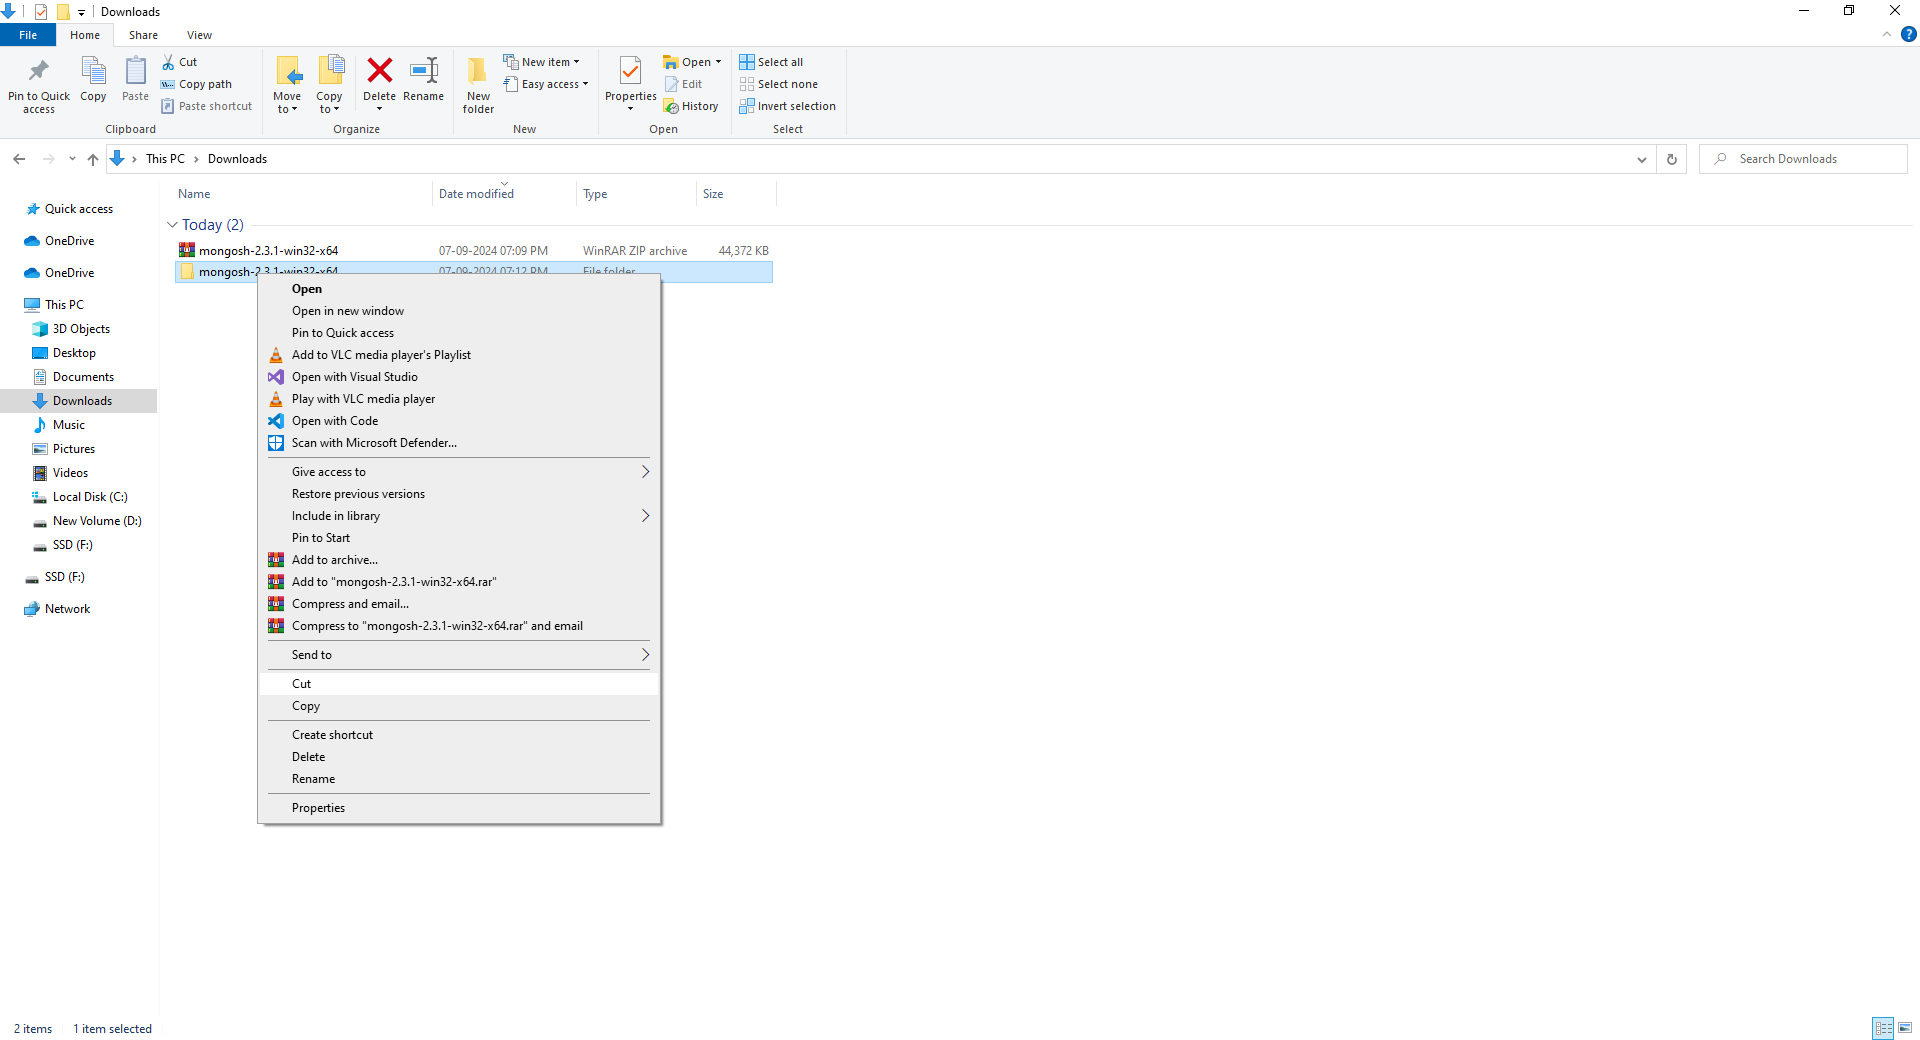 Downloads
File Home Share View
Pin to Quick access
Copy
Paste
Cut
Copy path
Paste shortcut
Clipboard
Move to
Copy to
Delete
Rename
Organize
New folder
New item
Easy access
New
Properties
Open
Edit
History
Open
Select all
Select none
Invert selection
Select
This PC Downloads
Search Downloads
Name Date modified Type Size
Quick access
OneDrive
OneDrive
This PC
3D Objects
Desktop
Documents
Downloads
Music
Pictures
Videos
Local Disk (C:)
New Volume (D:)
SSD (F:)
SSD (F:)
Network
Today (2)
mongosh-2.3.1-win32-x64 07-09-2024 07:09 PM WinRAR ZIP archive 44,372 KB
mongosh-2.3.1-win32-x64 07-09-2024 07:12 PM File folder
Open
Open in new window
Pin to Quick access
Add to VLC media player's Playlist
Open with Visual Studio
Play with VLC media player
Open with Code
Scan with Microsoft Defender...
Give access to
Restore previous versions
Include in library
Pin to Start
Add to archive...
Add to "mongosh-2.3.1-win32-x64.rar"
Compress and email...
Compress to "mongosh-2.3.1-win32-x64.rar" and email
Send to
Cut
Copy
Create shortcut
Delete
Rename
Properties
2 items 1 item selected